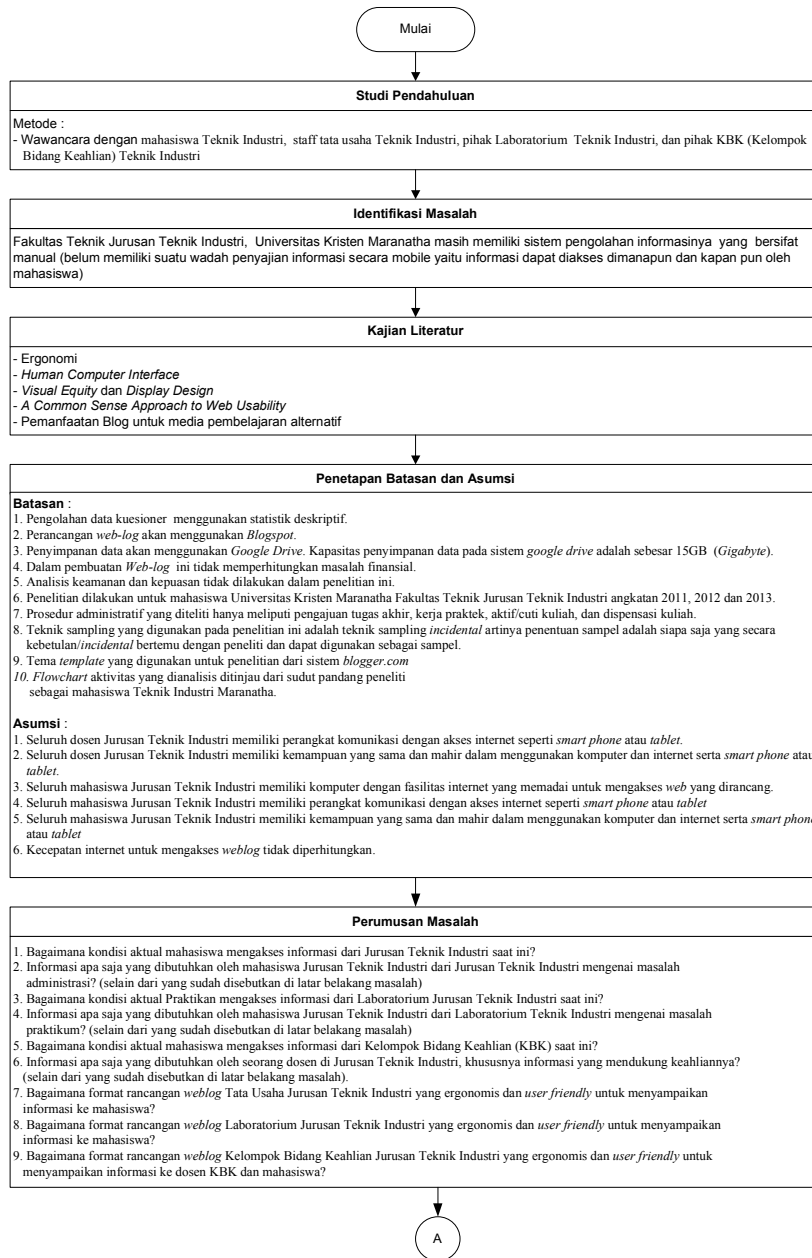 Mulai
Studi Pendahuluan
Metode :
- Wawancara dengan mahasiswa Teknik Industri, staff tata usaha Teknik Industri, pihak Laboratorium Teknik Industri, dan pihak KBK (Kelompok
Bidang Keahlian) Teknik Industri
Identifikasi Masalah
Fakultas Teknik Jurusan Teknik Industri, Universitas Kristen Maranatha masih memiliki sistem pengolahan informasinya yang bersifat
manual (belum memiliki suatu wadah penyajian informasi secara mobile yaitu informasi dapat diakses dimanapun dan kapan pun oleh
mahasiswa)
Kajian Literatur
- Ergonomi
- Human Computer Interface
- Visual Equity dan Display Design
- A Common Sense Approach to Web Usability
- Pemanfaatan Blog untuk media pembelajaran alternatif
Penetapan Batasan dan Asumsi
Batasan :
1. Pengolahan data kuesioner menggunakan statistik deskriptif.
2. Perancangan web-log akan menggunakan Blogspot.
3. Penyimpanan data akan menggunakan Google Drive. Kapasitas penyimpanan data pada sistem google drive adalah sebesar 15GB (Gigabyte).
4. Dalam pembuatan Web-log ini tidak memperhitungkan masalah finansial.
5. Analisis keamanan dan kepuasan tidak dilakukan dalam penelitian ini.
6. Penelitian dilakukan untuk mahasiswa Universitas Kristen Maranatha Fakultas Teknik Jurusan Teknik Industri angkatan 2011, 2012 dan 2013.
7. Prosedur administratif yang diteliti hanya meliputi pengajuan tugas akhir, kerja praktek, aktif/cuti kuliah, dan dispensasi kuliah.
8. Teknik sampling yang digunakan pada penelitian ini adalah teknik sampling incidental artinya penentuan sampel adalah siapa saja yang secara
kebetulan/incidental bertemu dengan peneliti dan dapat digunakan sebagai sampel.
9. Tema template yang digunakan untuk penelitian dari sistem blogger.com
10. Flowchart aktivitas yang dianalisis ditinjau dari sudut pandang peneliti
sebagai mahasiswa Teknik Industri Maranatha.
Asumsi :
1. Seluruh dosen Jurusan Teknik Industri memiliki perangkat komunikasi dengan akses internet seperti smart phone atau tablet.
2. Seluruh dosen Jurusan Teknik Industri memiliki kemampuan yang sama dan mahir dalam menggunakan komputer dan internet serta smart phone atau
tablet.
3. Seluruh mahasiswa Jurusan Teknik Industri memiliki komputer dengan fasilitas internet yang memadai untuk mengakses web yang dirancang.
4. Seluruh mahasiswa Jurusan Teknik Industri memiliki perangkat komunikasi dengan akses internet seperti smart phone atau tablet
5. Seluruh mahasiswa Jurusan Teknik Industri memiliki kemampuan yang sama dan mahir dalam menggunakan komputer dan internet serta smart phone
atau tablet
6. Kecepatan internet untuk mengakses weblog tidak diperhitungkan.
Perumusan Masalah
1. Bagaimana kondisi aktual mahasiswa mengakses informasi dari Jurusan Teknik Industri saat ini?
2. Informasi apa saja yang dibutuhkan oleh mahasiswa Jurusan Teknik Industri dari Jurusan Teknik Industri mengenai masalah
administrasi? (selain dari yang sudah disebutkan di latar belakang masalah)
3. Bagaimana kondisi aktual Praktikan mengakses informasi dari Laboratorium Jurusan Teknik Industri saat ini?
4. Informasi apa saja yang dibutuhkan oleh mahasiswa Jurusan Teknik Industri dari Laboratorium Teknik Industri mengenai masalah
praktikum? (selain dari yang sudah disebutkan di latar belakang masalah)
5. Bagaimana kondisi aktual mahasiswa mengakses informasi dari Kelompok Bidang Keahlian (KBK) saat ini?
6. Informasi apa saja yang dibutuhkan oleh seorang dosen di Jurusan Teknik Industri, khususnya informasi yang mendukung keahliannya?
(selain dari yang sudah disebutkan di latar belakang masalah).
7. Bagaimana format rancangan weblog Tata Usaha Jurusan Teknik Industri yang ergonomis dan user friendly untuk menyampaikan
informasi ke mahasiswa?
8. Bagaimana format rancangan weblog Laboratorium Jurusan Teknik Industri yang ergonomis dan user friendly untuk menyampaikan
informasi ke mahasiswa?
9. Bagaimana format rancangan weblog Kelompok Bidang Keahlian Jurusan Teknik Industri yang ergonomis dan user friendly untuk
menyampaikan informasi ke dosen KBK dan mahasiswa?
A